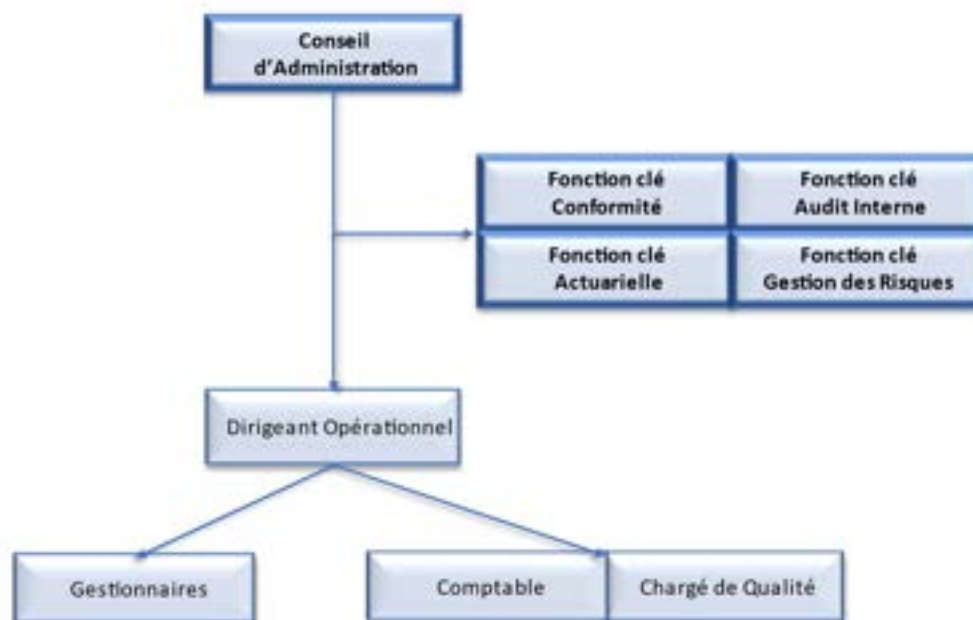 Conseil
d'Administration
Fonction clé
Conformité
Fonction clé
Audit Interne
Fonction clé
Actuarielle
Fonction clé
Gestion des Risques
Dirigeant Opérationnel
Gestionnaires
Comptable
Chargé de Qualité